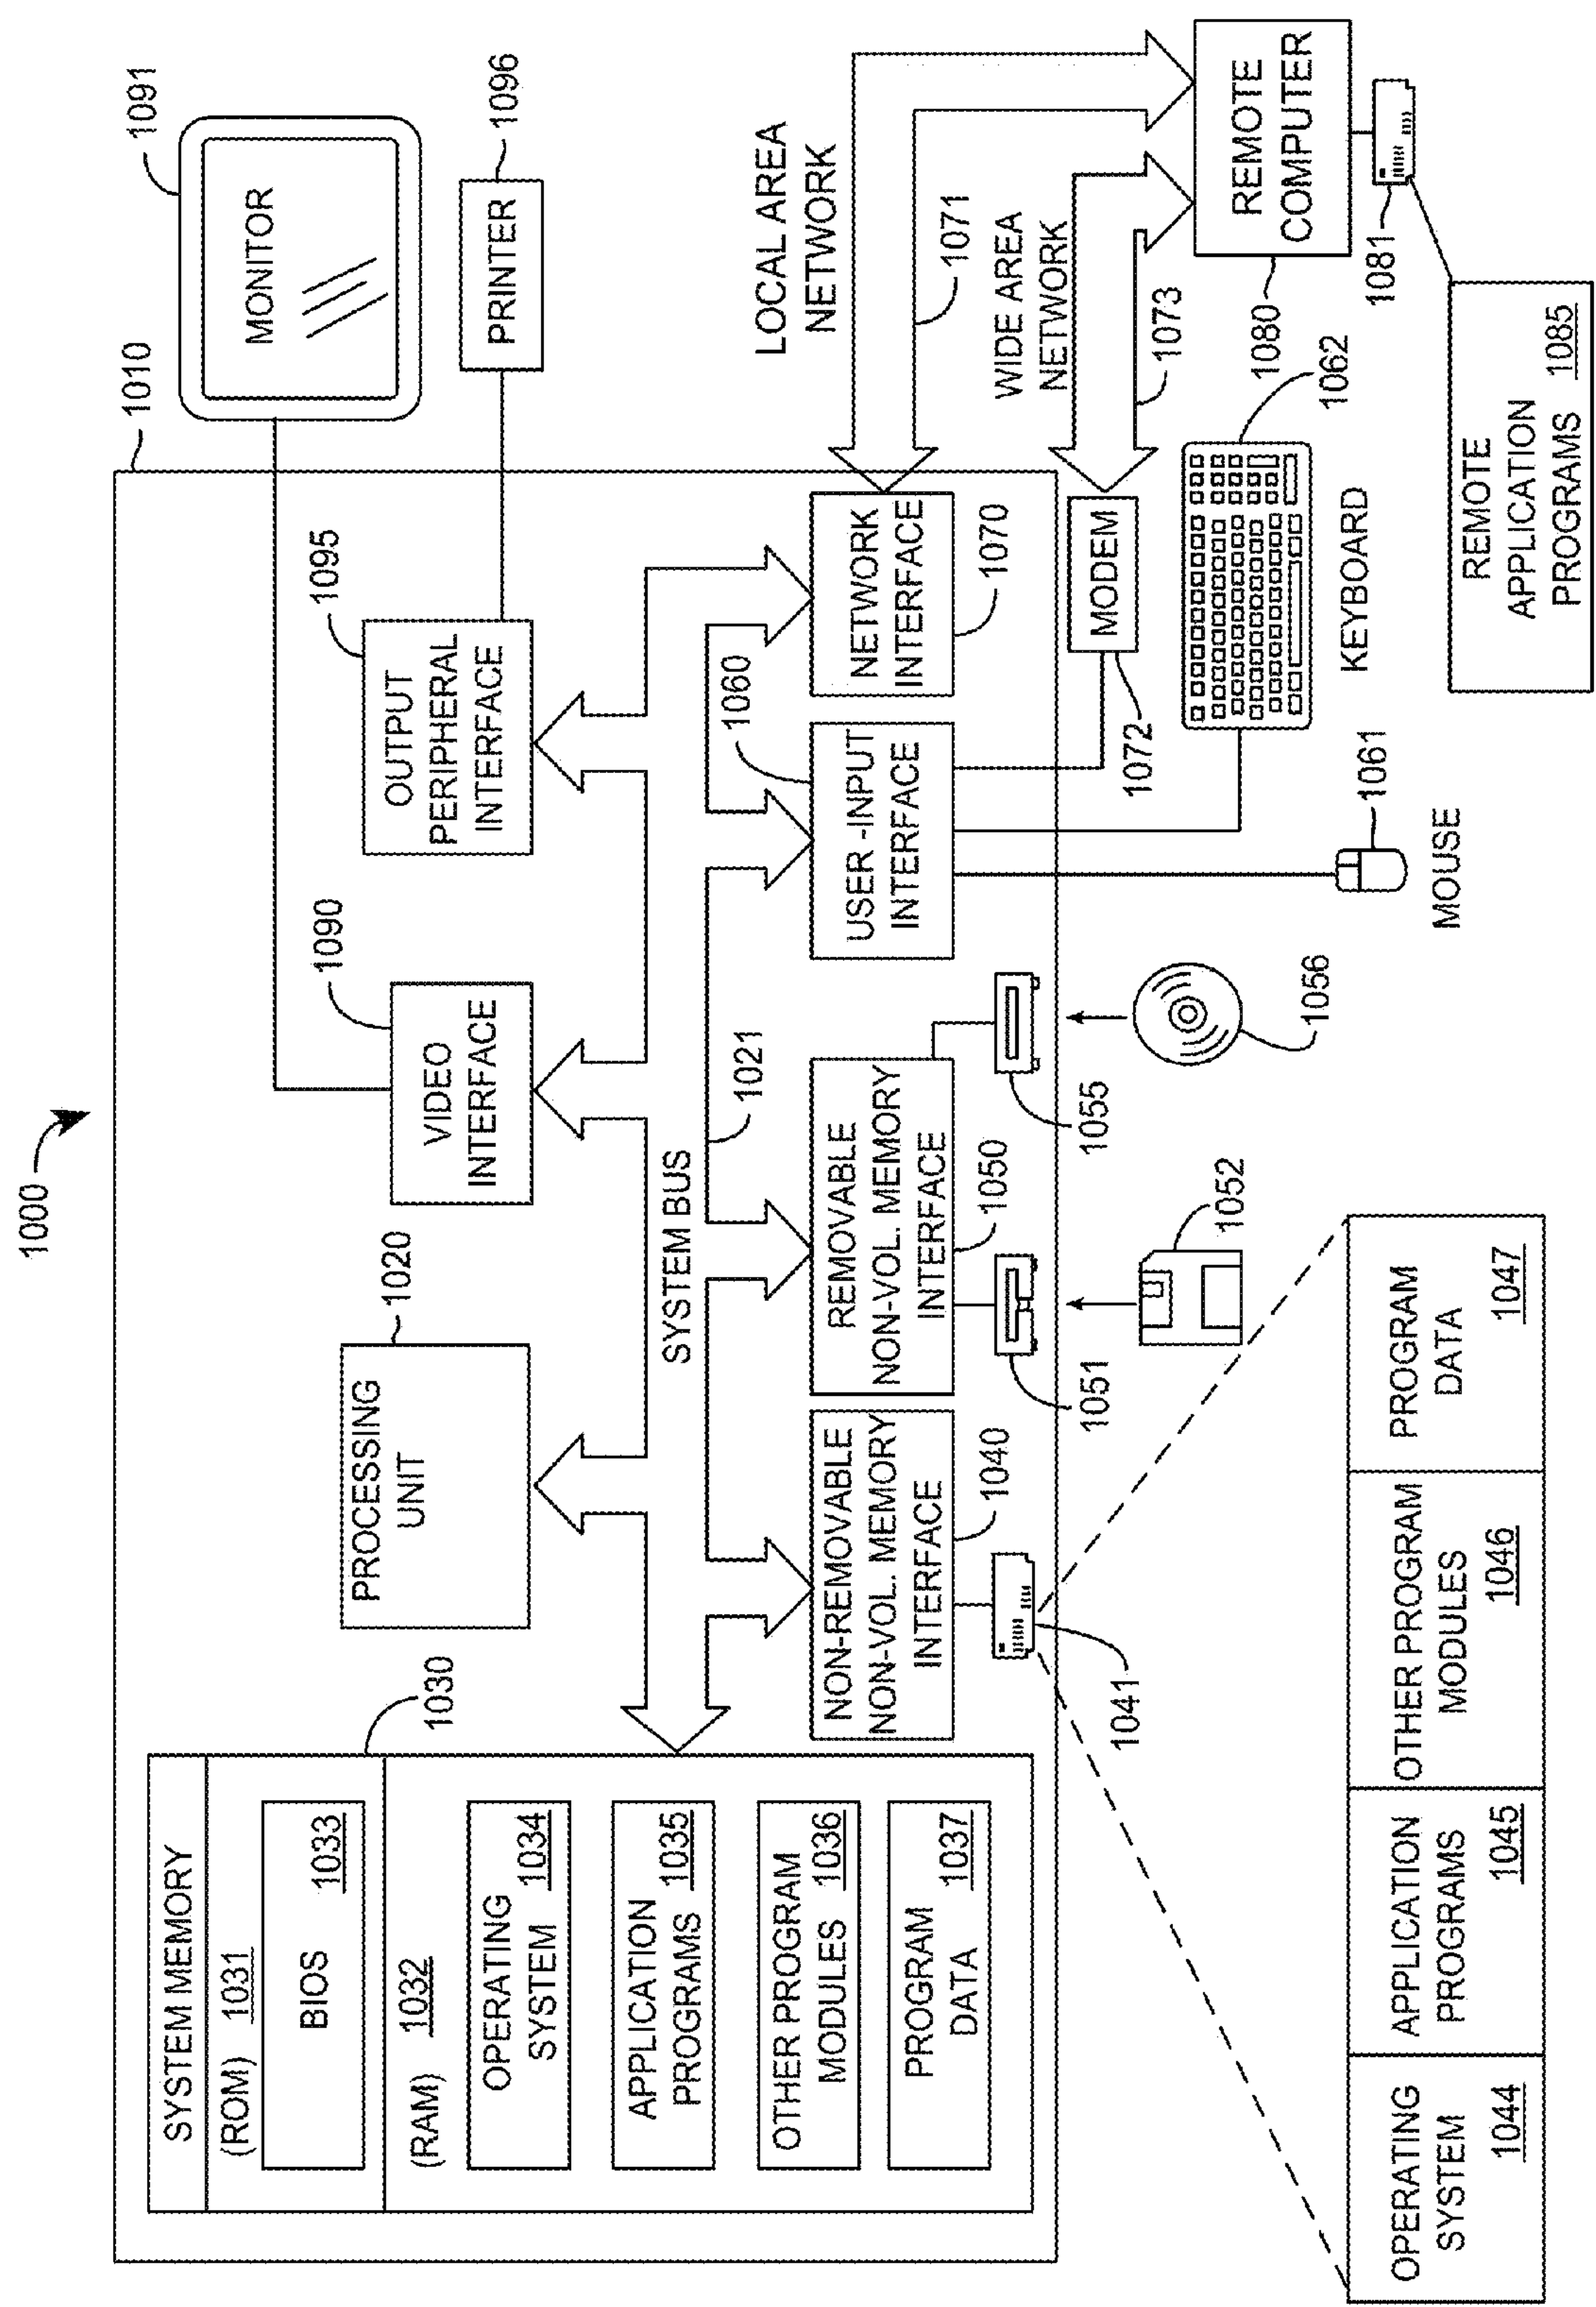 1000
1010
SYSTEM MEMORY
(ROM) 1031
BIOS
1033
(RAM) 1032
OPERATING
SYSTEM
1034
APPLICATION
PROGRAMS
1035
OTHER PROGRAM
MODULES
1036
PROGRAM
DATA
1037
1030
PROCESSING
UNIT
1020
VIDEO
INTERFACE
1090
OUTPUT
PERIPHERAL
INTERFACE
1095
MONITOR
1091
PRINTER
1096
SYSTEM BUS
1021
NON-REMOVABLE
NON-VOL. MEMORY
INTERFACE
1040
REMOVABLE
NON-VOL. MEMORY
INTERFACE
1050
USER -INPUT
INTERFACE
1060
NETWORK
INTERFACE
1070
LOCAL AREA
NETWORK
1071
WIDE AREA
NETWORK
1073
MODEM
1072
REMOTE
COMPUTER
1080
1081
REMOTE
APPLICATION
PROGRAMS
1085
1041
1051
1052
1055
1056
MOUSE
1061
KEYBOARD
1062
OPERATING
SYSTEM
1044
APPLICATION
PROGRAMS
1045
OTHER PROGRAM
MODULES
1046
PROGRAM
DATA
1047